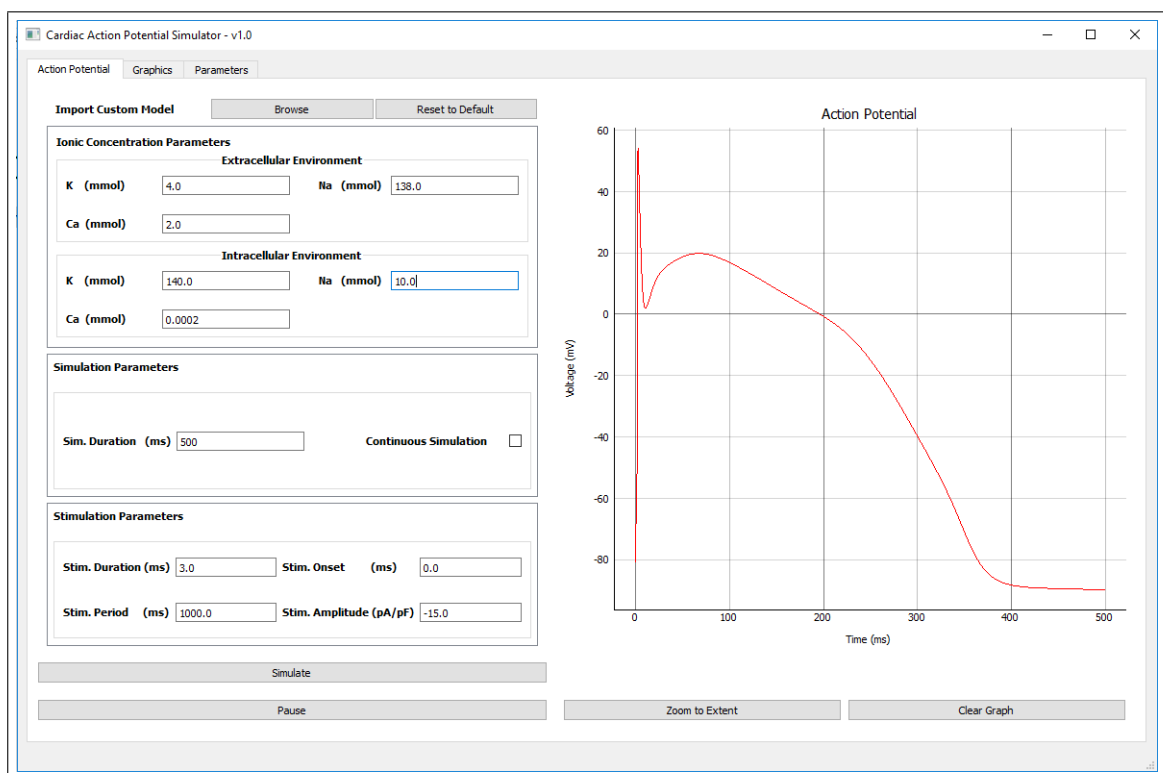 Cardiac Action Potential Simulator - v1.0
Action Potential Graphics Parameters
Import Custom Model Browse Reset to Default
Ionic Concentration Parameters
Extracellular Environment
K (mmol) 4.0 Na (mmol) 138.0
Ca (mmol) 2.0
Intracellular Environment
K (mmol) 140.0 Na (mmol) 10.0
Ca (mmol) 0.0002
Simulation Parameters
Sim. Duration (ms) 500 Continuous Simulation
Stimulation Parameters
Stim. Duration (ms) 3.0 Stim. Onset (ms) 0.0
Stim. Period (ms) 1000.0 Stim. Amplitude (pA/pF) -15.0
Simulate
Pause
Action Potential
60
40
20
0
-20
-40
-60
-80
Voltage (mV)
0 100 200 300 400 500
Time (ms)
Zoom to Extent Clear Graph